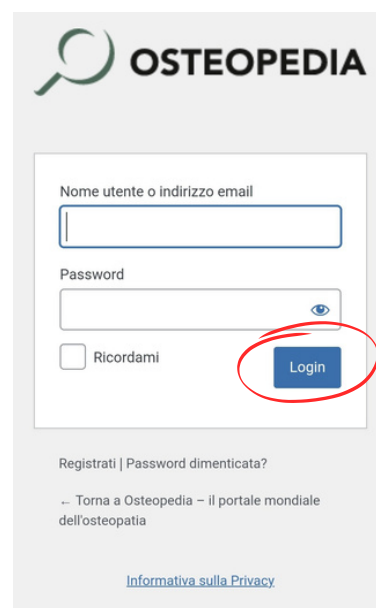 OSTEOPEDIA
Nome utente o indirizzo email
Password
Ricordami
Login
Registrati | Password dimenticata?
← Torna a Osteopedia – il portale mondiale
dell'osteopatia
Informativa sulla Privacy